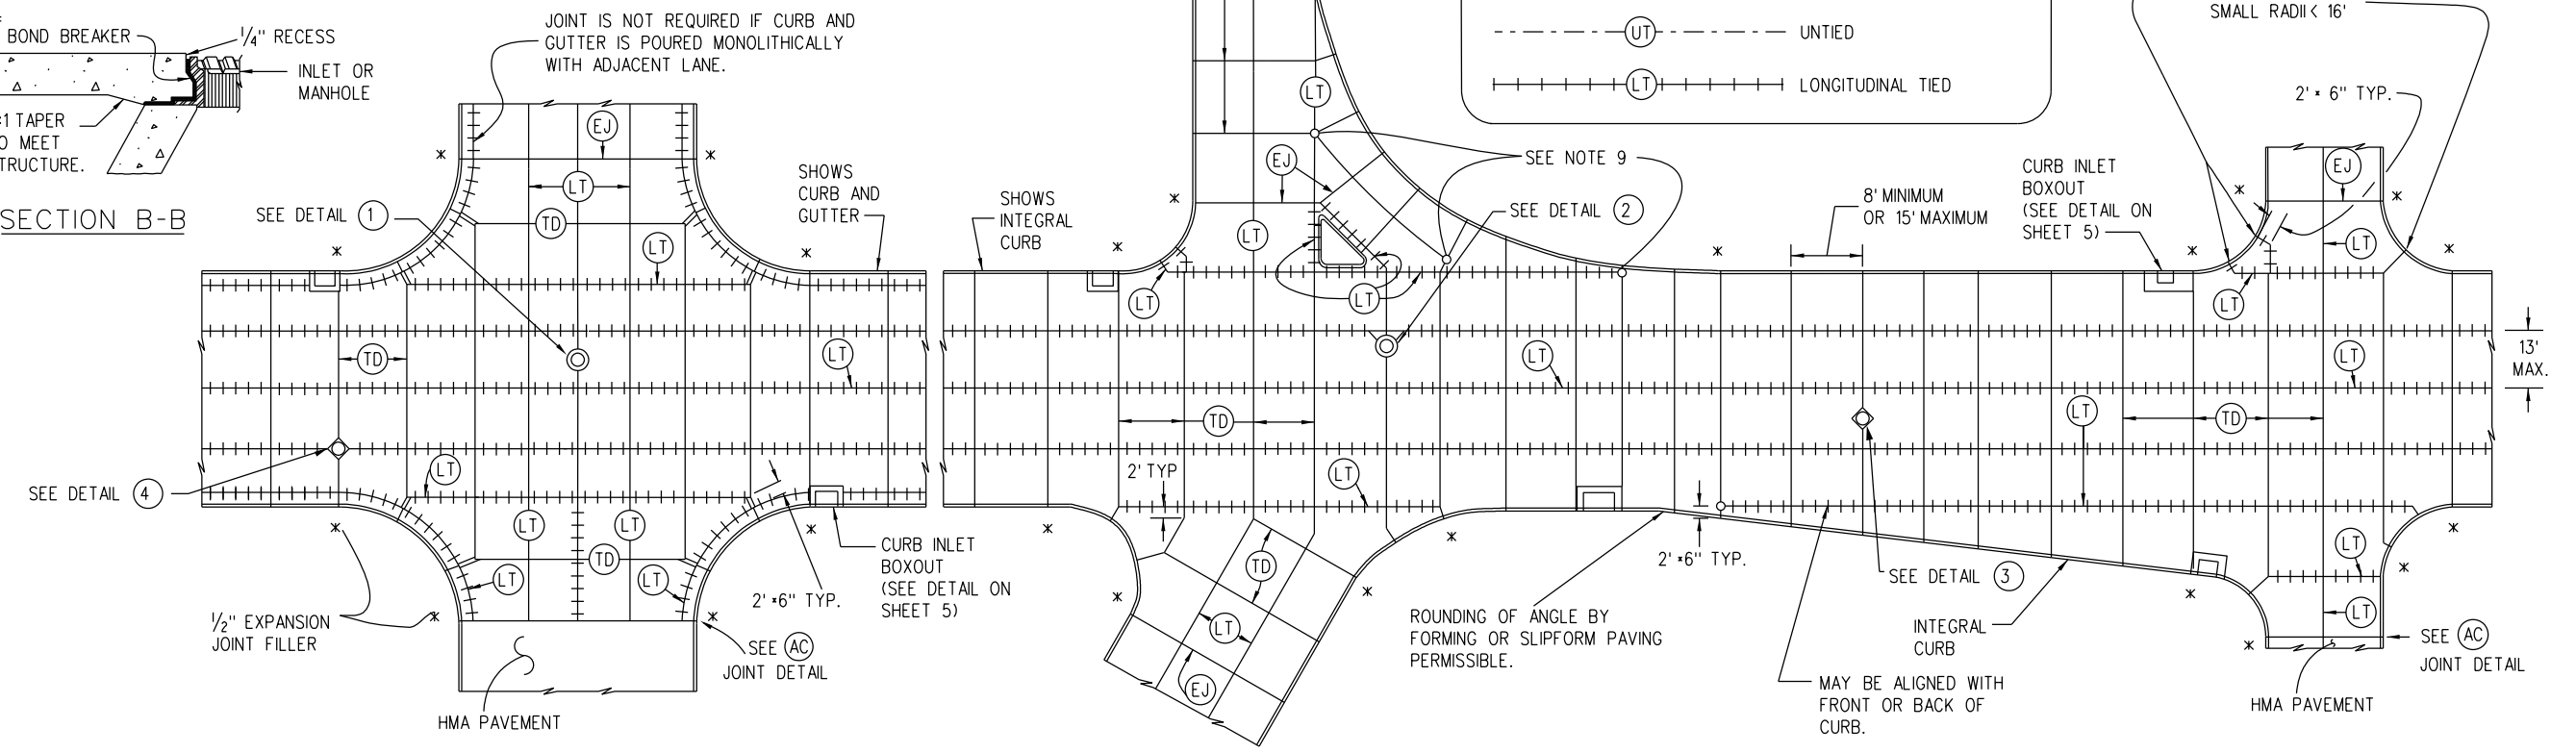 BOND BREAKER
1/4" RECESS
INLET OR
MANHOLE
:1 TAPER
O MEET
TRUCTURE.
SECTION B-B
JOINT IS NOT REQUIRED IF CURB AND
GUTTER IS POURED MONOLITHICALLY
WITH ADJACENT LANE.
UT
UNTIED
LT
LONGITUDINAL TIED
SMALL RADII < 16'
2' * 6" TYP.
EJ
LT
TD
LT
SEE DETAIL 1
SHOWS
CURB AND
GUTTER
SHOWS
INTEGRAL
CURB
TD
LT
SEE DETAIL 4
LT
LT
LT
TD
LT
LT
2' *6" TYP.
CURB INLET
BOXOUT
(SEE DETAIL ON
SHEET 5)
1/2" EXPANSION
JOINT FILLER
SEE AC
JOINT DETAIL
HMA PAVEMENT
LT
EJ
LT
SEE NOTE 9
SEE DETAIL 2
LT
LT
LT
TD
2' TYP
LT
TD
LT
EJ
8' MINIMUM
OR 15' MAXIMUM
CURB INLET
BOXOUT
(SEE DETAIL ON
SHEET 5)
EJ
LT
LT
LT
13'
MAX.
LT
TD
SEE DETAIL 3
2' *6" TYP.
ROUNDING OF ANGLE BY
FORMING OR SLIPFORM PAVING
PERMISSIBLE.
INTEGRAL
CURB
MAY BE ALIGNED WITH
FRONT OR BACK OF
CURB.
LT
LT
SEE AC
JOINT DETAIL
HMA PAVEMENT